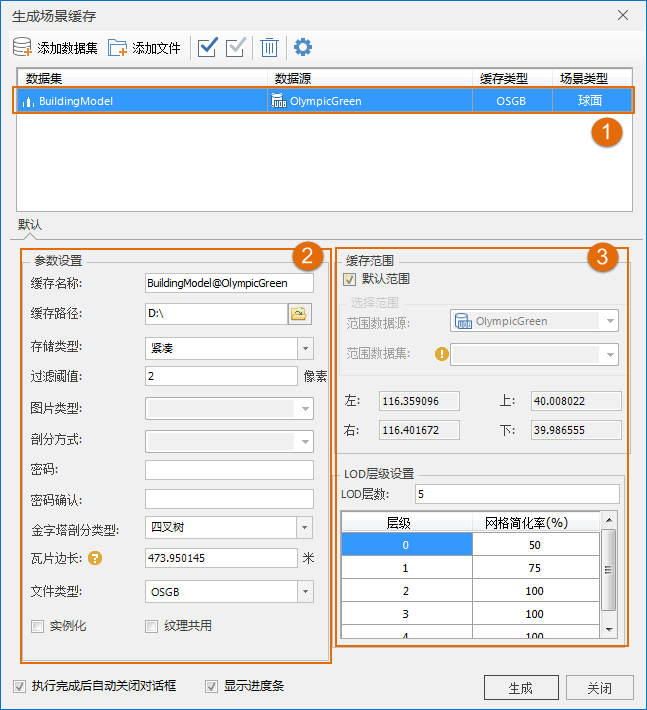 生成场景缓存
添加数据集 添加文件
数据集 数据源 缓存类型 场景类型
BuildingModel OlympicGreen OSGB 球面
1
默认
2
参数设置
缓存名称: BuildingModel@OlympicGreen
缓存路径: D:\
存储类型: 紧凑
过滤阈值: 2 像素
图片类型:
剖分方式:
密码:
密码确认:
金字塔剖分类型: 四叉树
瓦片边长: ? 473.950145 米
文件类型: OSGB
实例化 纹理共用
3
缓存范围
默认范围
选择范围
范围数据源: OlympicGreen
范围数据集: !
左: 116.359096 上: 40.008022
右: 116.401672 下: 39.986555
LOD层级设置
LOD层数: 5
层级 网格简化率(%)
0 50
1 75
2 100
3 100
4 100
执行完成后自动关闭对话框 显示进度条 生成 关闭